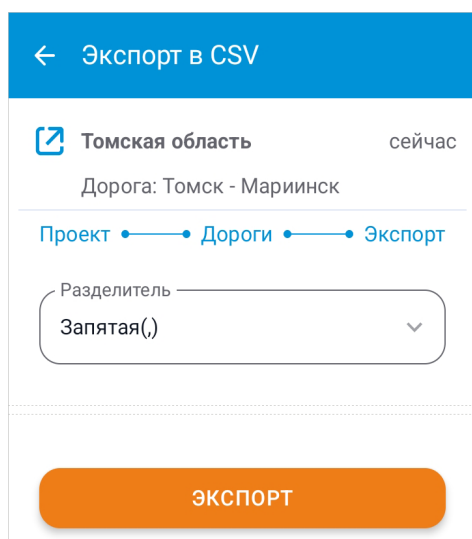 Экспорт в CSV
Томская область сейчас
Дорога: Томск - Мариинск
Проект Дороги Экспорт
Разделитель
Запятая(,)
ЭКСПОРТ